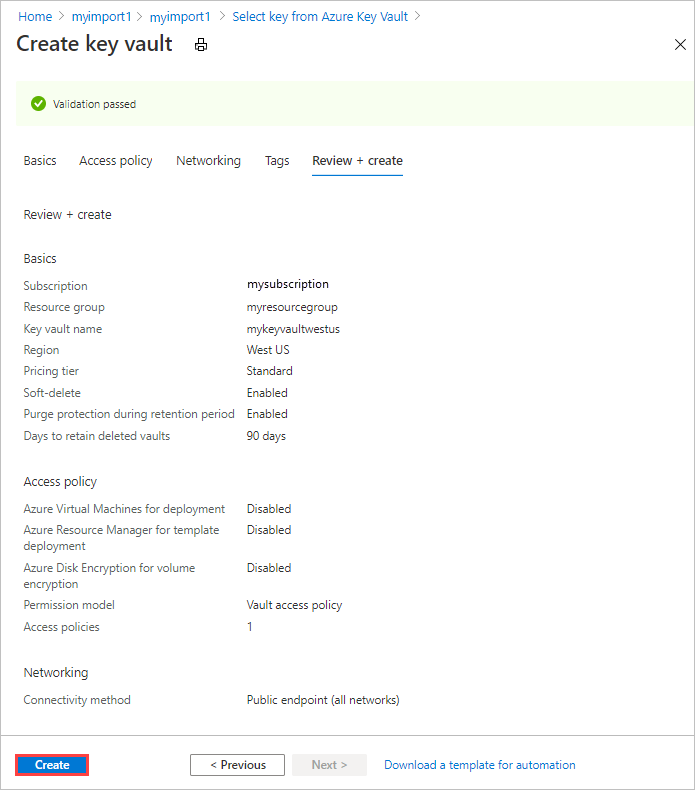 Home > myimport1 > myimport1 > Select key from Azure Key Vault >
Create key vault
Validation passed
Basics Access policy Networking Tags Review + create
Review + create
Basics
Subscription mysubscription
Resource group myresourcegroup
Key vault name mykeyvaultwestus
Region West US
Pricing tier Standard
Soft-delete Enabled
Purge protection during retention period Enabled
Days to retain deleted vaults 90 days
Access policy
Azure Virtual Machines for deployment Disabled
Azure Resource Manager for template Disabled
deployment
Azure Disk Encryption for volume Disabled
encryption
Permission model Vault access policy
Access policies 1
Networking
Connectivity method Public endpoint (all networks)
Create < Previous Next > Download a template for automation